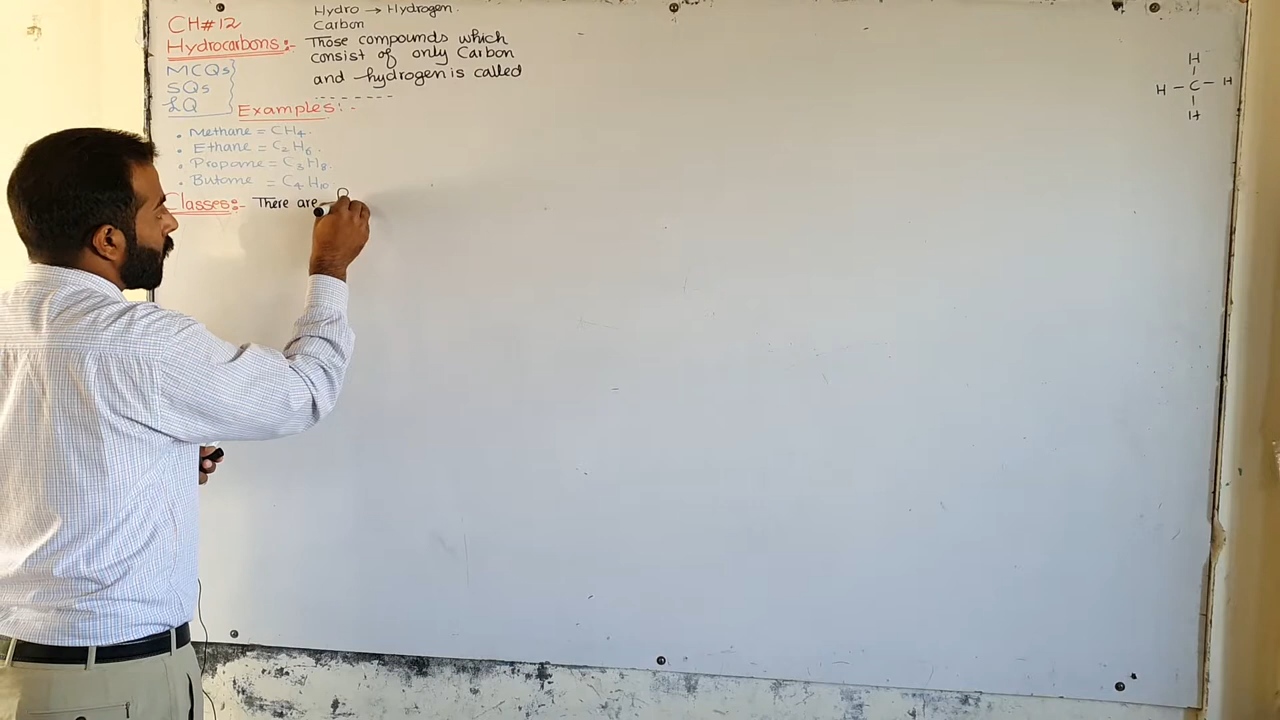 CH#12
Hydrocarbons:-
MCQs
SQs
LQ
Hydro → Hydrogen.
Carbon
Those compounds which
consist of only Carbon
and hydrogen is called
Examples:-
• Methane = CH4.
• Ethane = C2H6.
• Propane = C3H8.
• Butane = C4H10
Classes:- There are
H
H - C - H
H